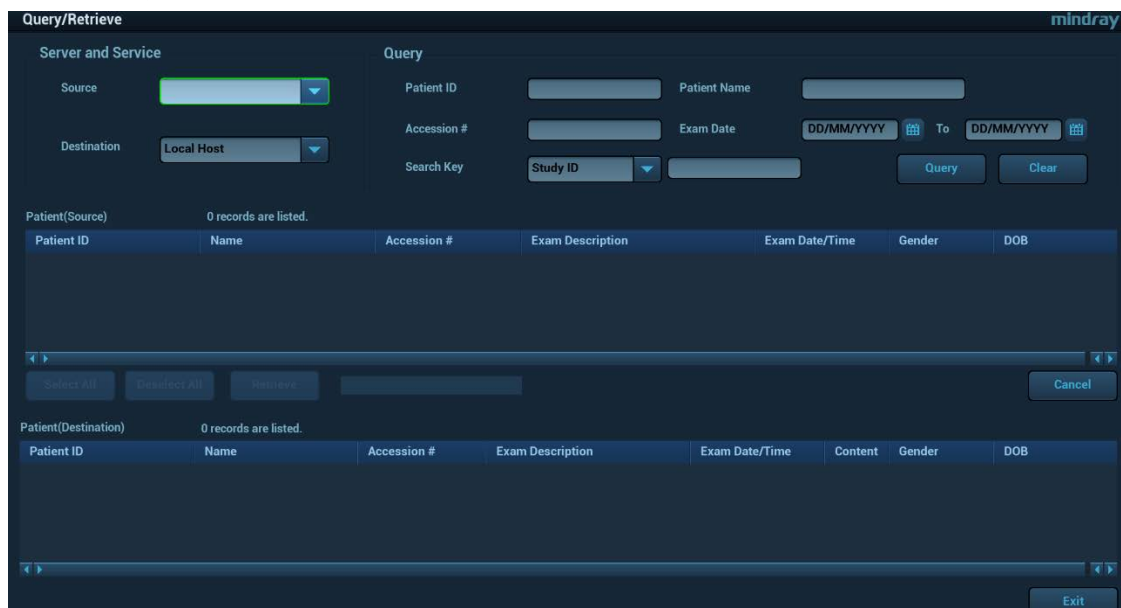 Query/Retrieve mindray
Server and Service Query
Source Patient ID Patient Name
Accession # Exam Date DD/MM/YYYY To DD/MM/YYYY
Destination Local Host
Search Key Study ID Query Clear
Patient(Source) 0 records are listed.
Patient ID Name Accession # Exam Description Exam Date/Time Gender DOB
Select All Deselect All Retrieve Cancel
Patient(Destination) 0 records are listed.
Patient ID Name Accession # Exam Description Exam Date/Time Content Gender DOB
Exit